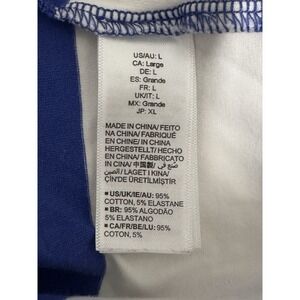 US/AU: L
CA: Large
DE: L
ES: Grande
FR: L
UK/IT: L
MX: Grande
JP: XL
MADE IN CHINA/ FEITO
NA CHINA/ FABRIQUÉ
EN CHINE/ IN CHINA
HERGESTELLT/ HECHO
EN CHINA/ FABBRICATO
IN CINA/ 中国製/ صنع في
الصين/ LAGET I KINA/
ÇİN'DE ÜRETİLMİŞTİR
■ US/UK/IE/AU: 95%
COTTON, 5% ELASTANE
■ BR: 95% ALGODÃO
5% ELASTANO
■ CA/FR/BE/LU: 95%
COTON, 5%